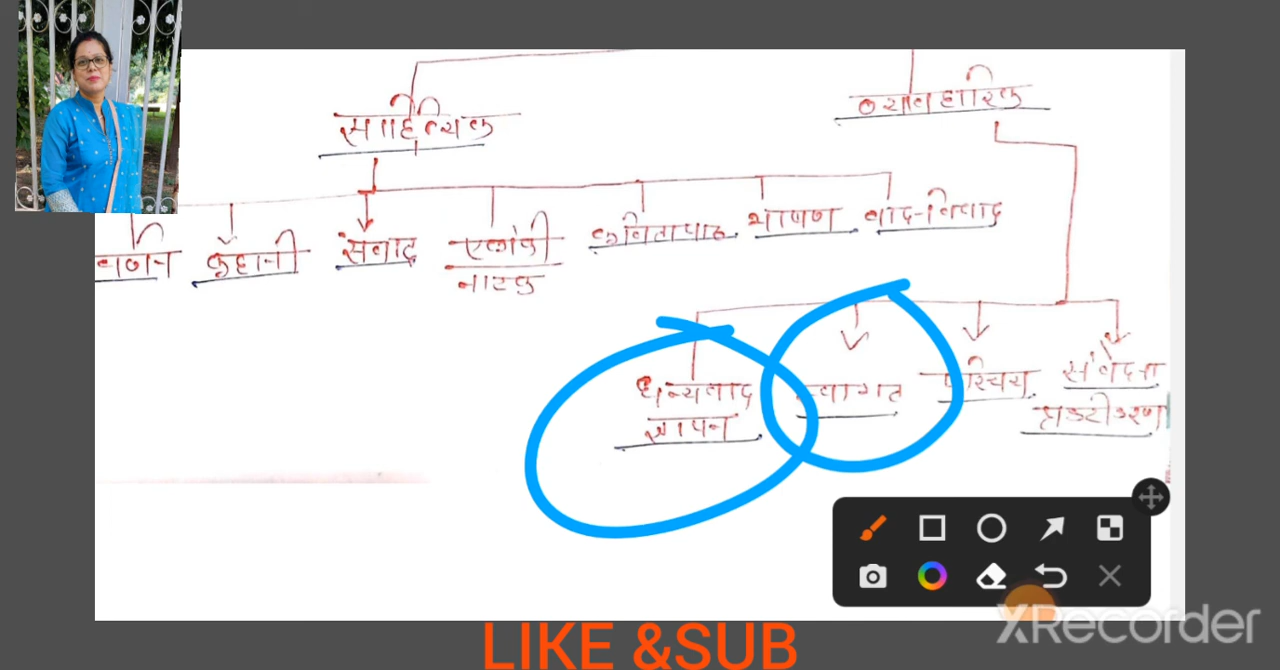 साहित्यिक
व्यावहारिक
वर्णन कहानी संवाद एकांकी कवितापाठ भाषण वाद-विवाद
नाटक
धन्यवाद स्वागत परिचय संवेदना
ज्ञापन प्रकटीकरण
XRecorder
LIKE &SUB